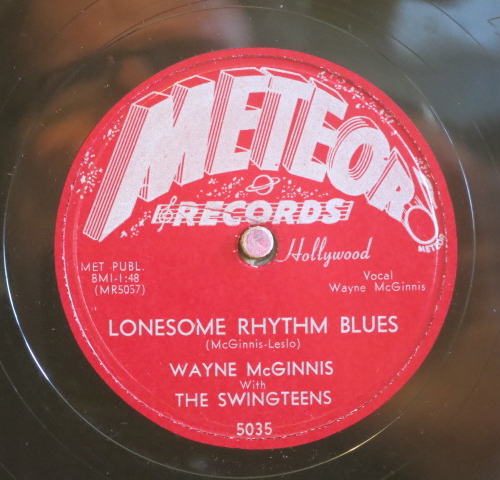 METEOR
RECORDS
METEOR
Hollywood
MET PUBL.
BMI-1:48
(MR5057)
Vocal
Wayne McGinnis
LONESOME RHYTHM BLUES
(McGinnis-Leslo)
WAYNE McGINNIS
With
THE SWINGTEENS
5035